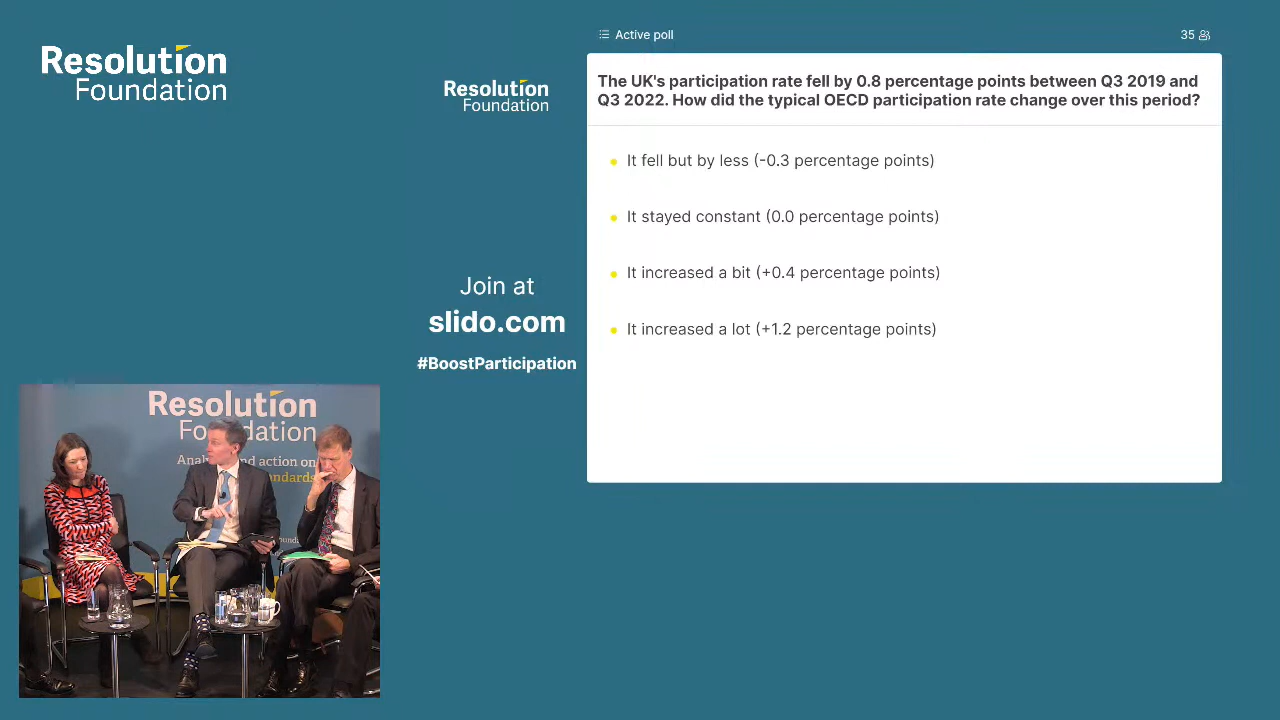 Resolution
Foundation
Active poll
35
Resolution
Foundation
The UK's participation rate fell by 0.8 percentage points between Q3 2019 and
Q3 2022. How did the typical OECD participation rate change over this period?
It fell but by less (-0.3 percentage points)
It stayed constant (0.0 percentage points)
It increased a bit (+0.4 percentage points)
It increased a lot (+1.2 percentage points)
Join at
slido.com
#BoostParticipation
Resolution
Foundation
action on